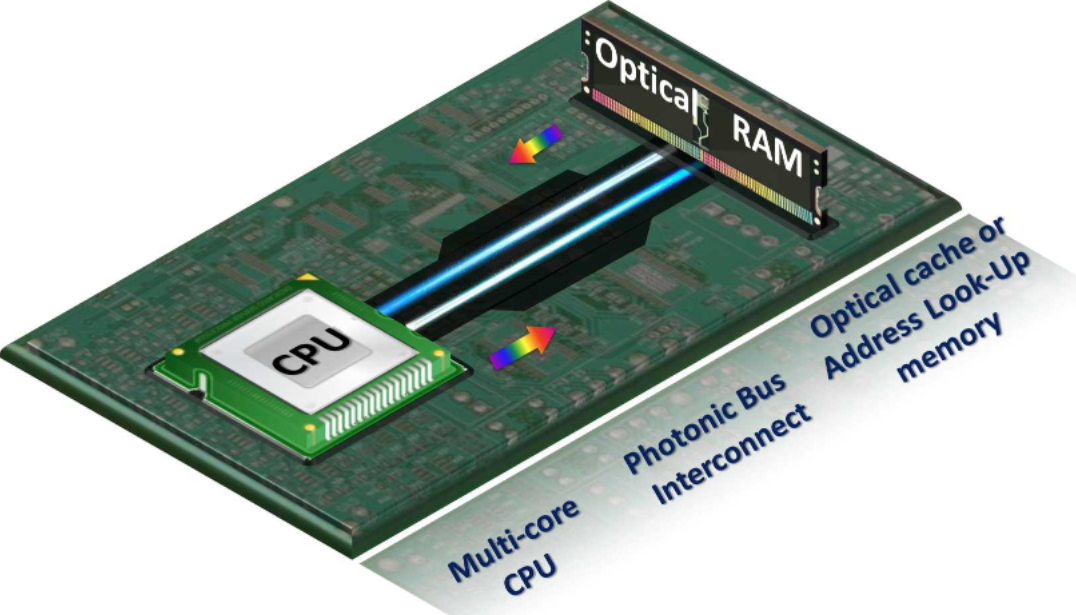 Optical RAM
CPU
Optical cache or
Address Look-Up
memory
Photonic Bus
Interconnect
Multi-core
CPU